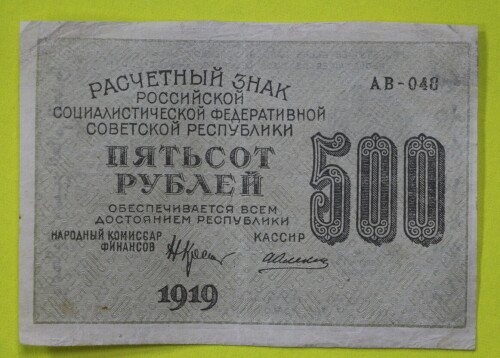 РАСЧЕТНЫЙ ЗНАК
АВ-048
РОССИЙСКОЙ
СОЦИАЛИСТИЧЕСКОЙ ФЕДЕРАТИВНОЙ
СОВЕТСКОЙ РЕСПУБЛИКИ
ПЯТЬСОТ
РУБЛЕЙ
500
ОБЕСПЕЧИВАЕТСЯ ВСЕМ
ДОСТОЯНИЕМ РЕСПУБЛИКИ
НАРОДНЫЙ КОМИССАР
ФИНАНСОВ
КАССИР
1919